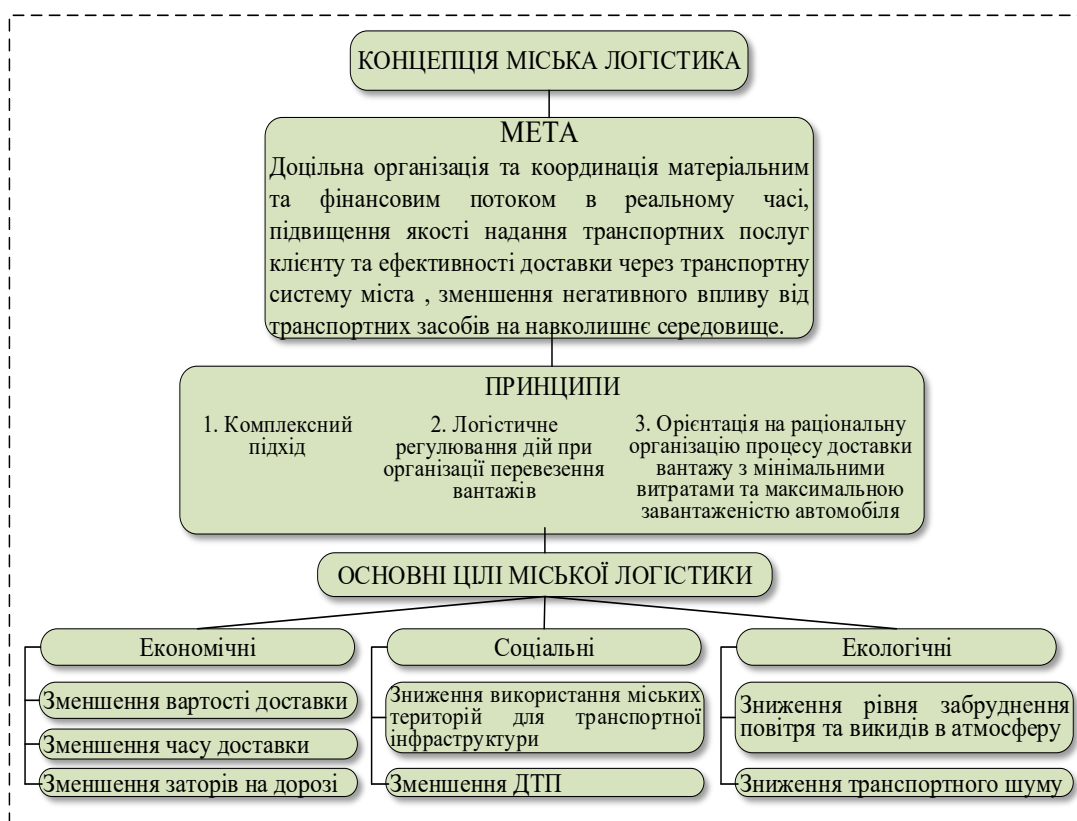 КОНЦЕПЦІЯ МІСЬКА ЛОГІСТИКА
МЕТА
Доцільна організація та координація матеріальним
та фінансовим потоком в реальному часі,
підвищення якості надання транспортних послуг
клієнту та ефективності доставки через транспортну
систему міста , зменшення негативного впливу від
транспортних засобів на навколишнє середовище.
ПРИНЦИПИ
1. Комплексний
підхід
2. Логістичне
регулювання дій при
організації перевезення
вантажів
3. Орієнтація на раціональну
організацію процесу доставки
вантажу з мінімальними
витратами та максимальною
завантаженістю автомобіля
ОСНОВНІ ЦІЛІ МІСЬКОЇ ЛОГІСТИКИ
Економічні
Зменшення вартості доставки
Зменшення часу доставки
Зменшення заторів на дорозі
Соціальні
Зниження використання міських
територій для транспортної
інфраструктури
Зменшення ДТП
Екологічні
Зниження рівня забруднення
повітря та викидів в атмосферу
Зниження транспортного шуму